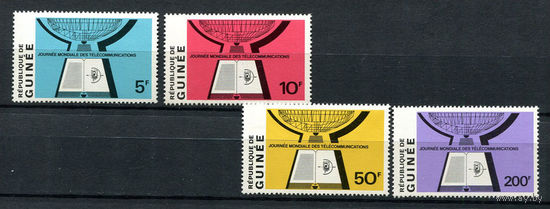 RÉPUBLIQUE DE
GUINÉE
JOURNÉE MONDIALE DES TÉLÉCOMMUNICATIONS
5F
RÉPUBLIQUE DE
GUINÉE
JOURNÉE MONDIALE DES TÉLÉCOMMUNICATIONS
10F
RÉPUBLIQUE DE
GUINÉE
JOURNÉE MONDIALE DES TÉLÉCOMMUNICATIONS
50F
RÉPUBLIQUE DE
GUINÉE
JOURNÉE MONDIALE DES TÉLÉCOMMUNICATIONS
200F